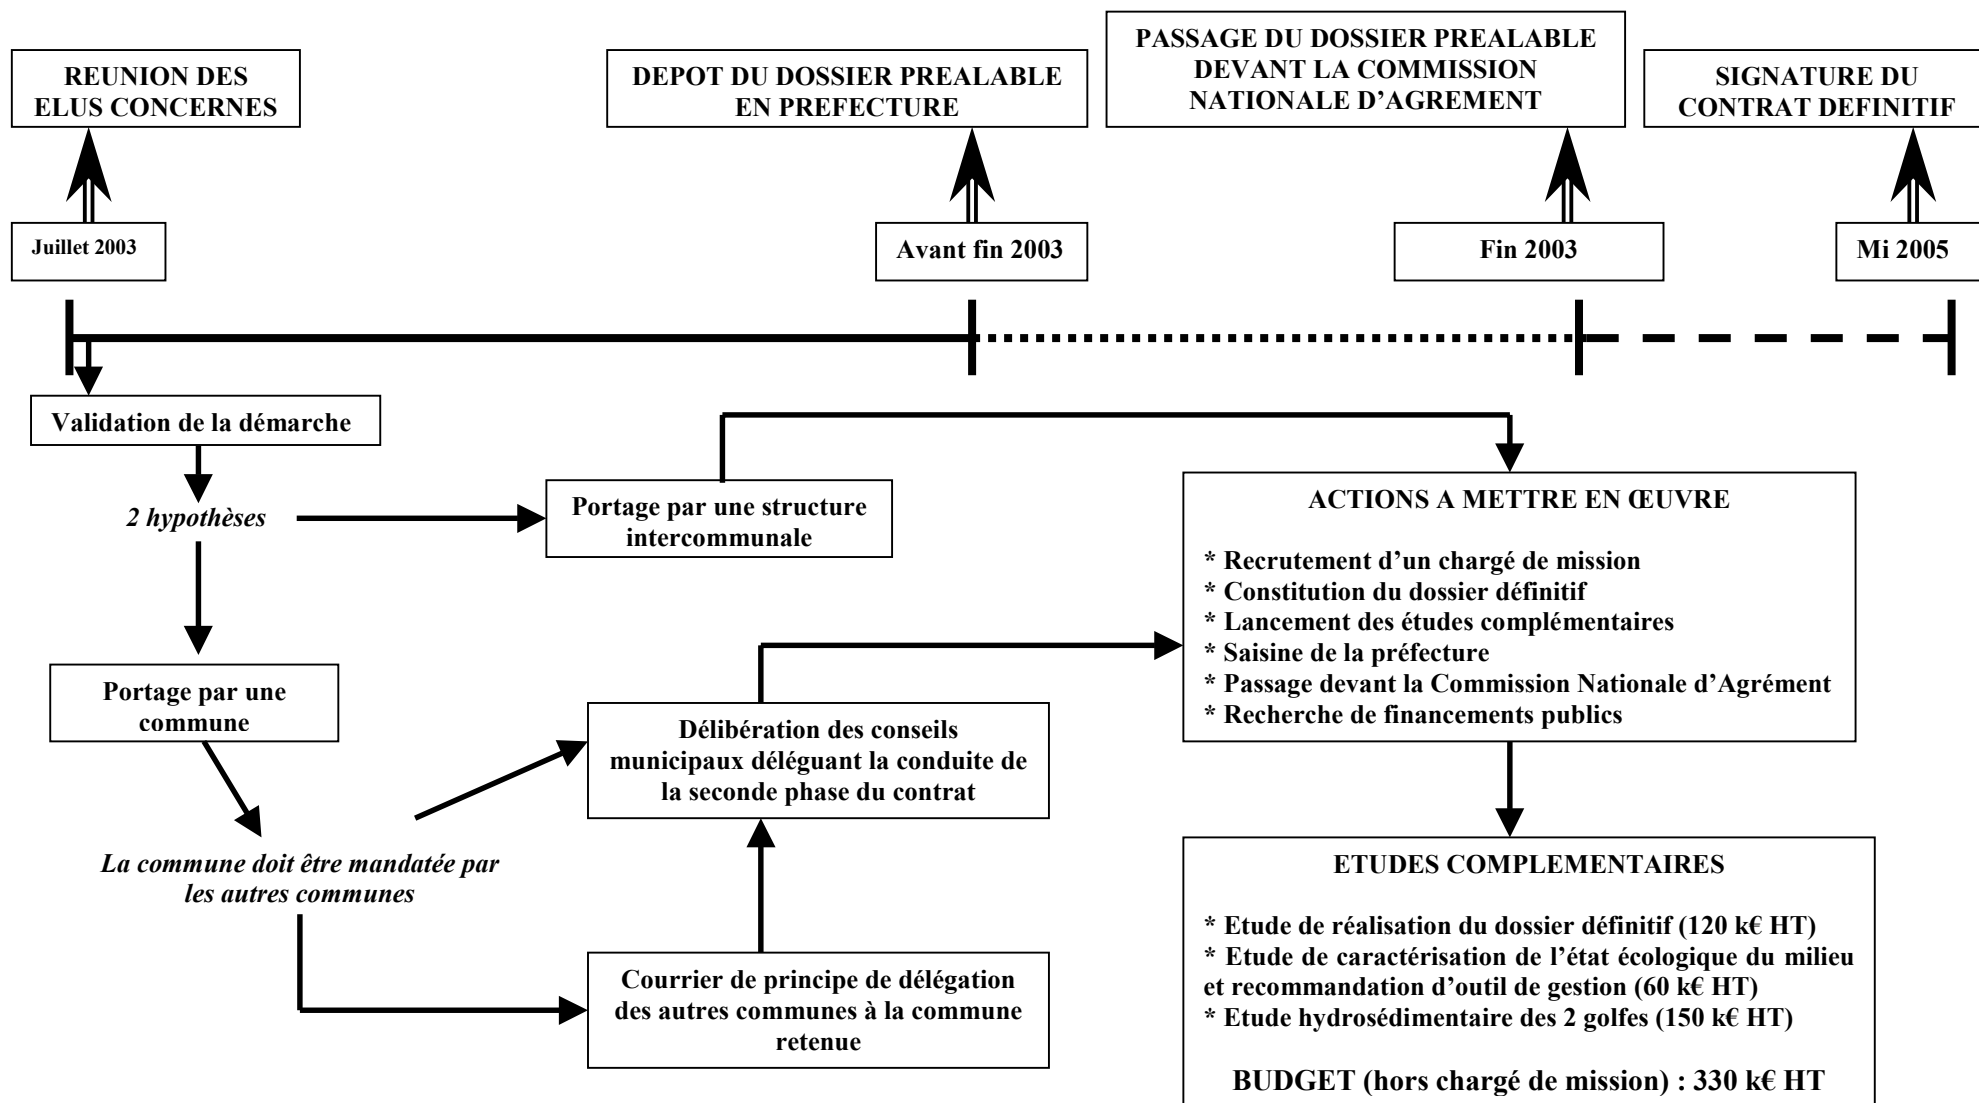 REUNION DES
ELUS CONCERNES
DEPOT DU DOSSIER PREALABLE
EN PREFECTURE
PASSAGE DU DOSSIER PREALABLE
DEVANT LA COMMISSION
NATIONALE D’AGREMENT
SIGNATURE DU
CONTRAT DEFINITIF
Juillet 2003
Avant fin 2003
Fin 2003
Mi 2005
Validation de la démarche
2 hypothèses
Portage par une structure
intercommunale
Portage par une
commune
La commune doit être mandatée par
les autres communes
Délibération des conseils
municipaux déléguant la conduite de
la seconde phase du contrat
Courrier de principe de délégation
des autres communes à la commune
retenue
ACTIONS A METTRE EN ŒUVRE
* Recrutement d’un chargé de mission
* Constitution du dossier définitif
* Lancement des études complémentaires
* Saisine de la préfecture
* Passage devant la Commission Nationale d’Agrément
* Recherche de financements publics
ETUDES COMPLEMENTAIRES
* Etude de réalisation du dossier définitif (120 k€ HT)
* Etude de caractérisation de l’état écologique du milieu
et recommandation d’outil de gestion (60 k€ HT)
* Etude hydrosédimentaire des 2 golfes (150 k€ HT)
BUDGET (hors chargé de mission) : 330 k€ HT